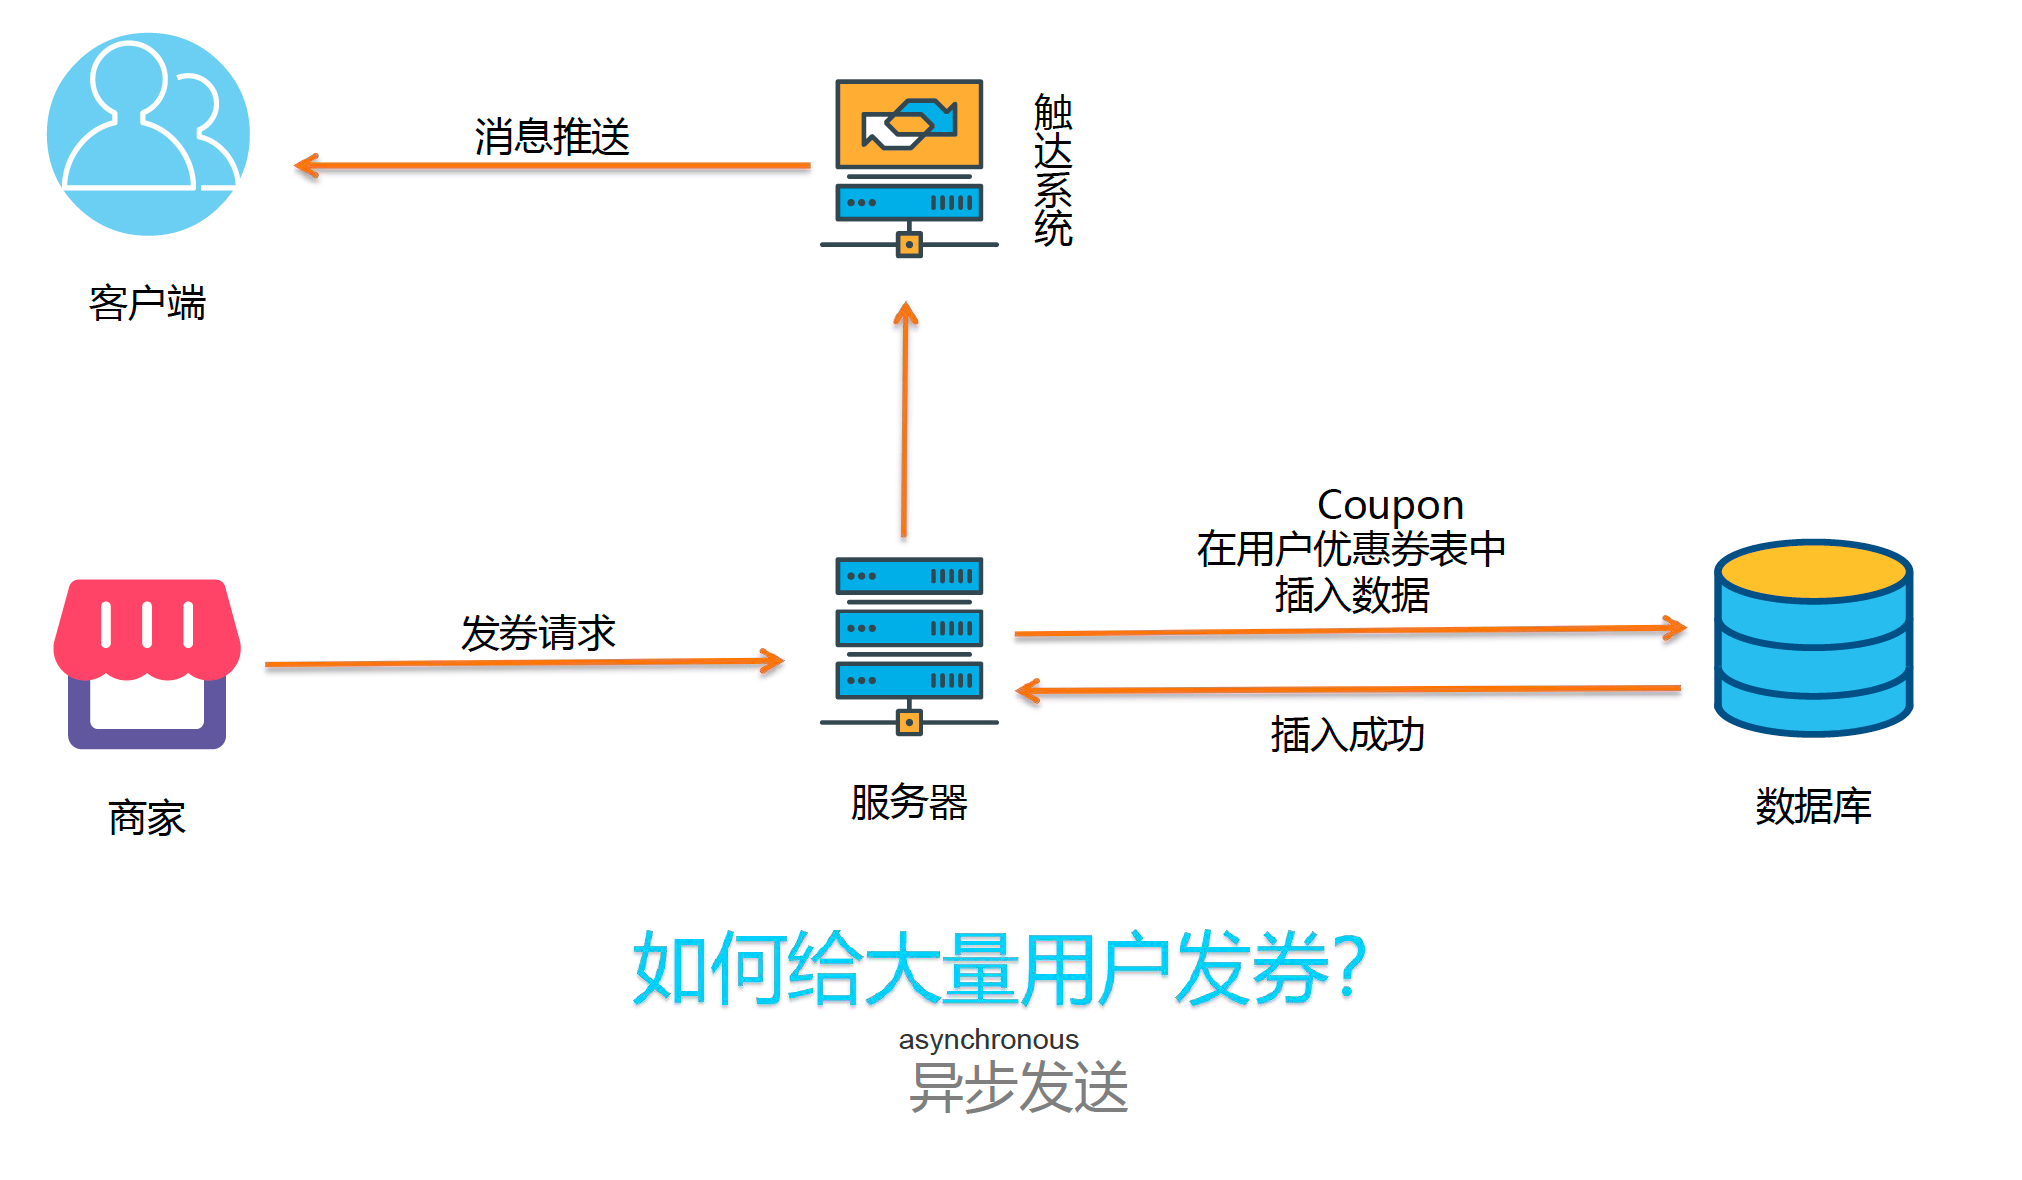 消息推送
触达系统
客户端
Coupon
在用户优惠券表中
插入数据
发券请求
插入成功
服务器
数据库
商家
如何给大量用户发券?
asynchronous
异步发送